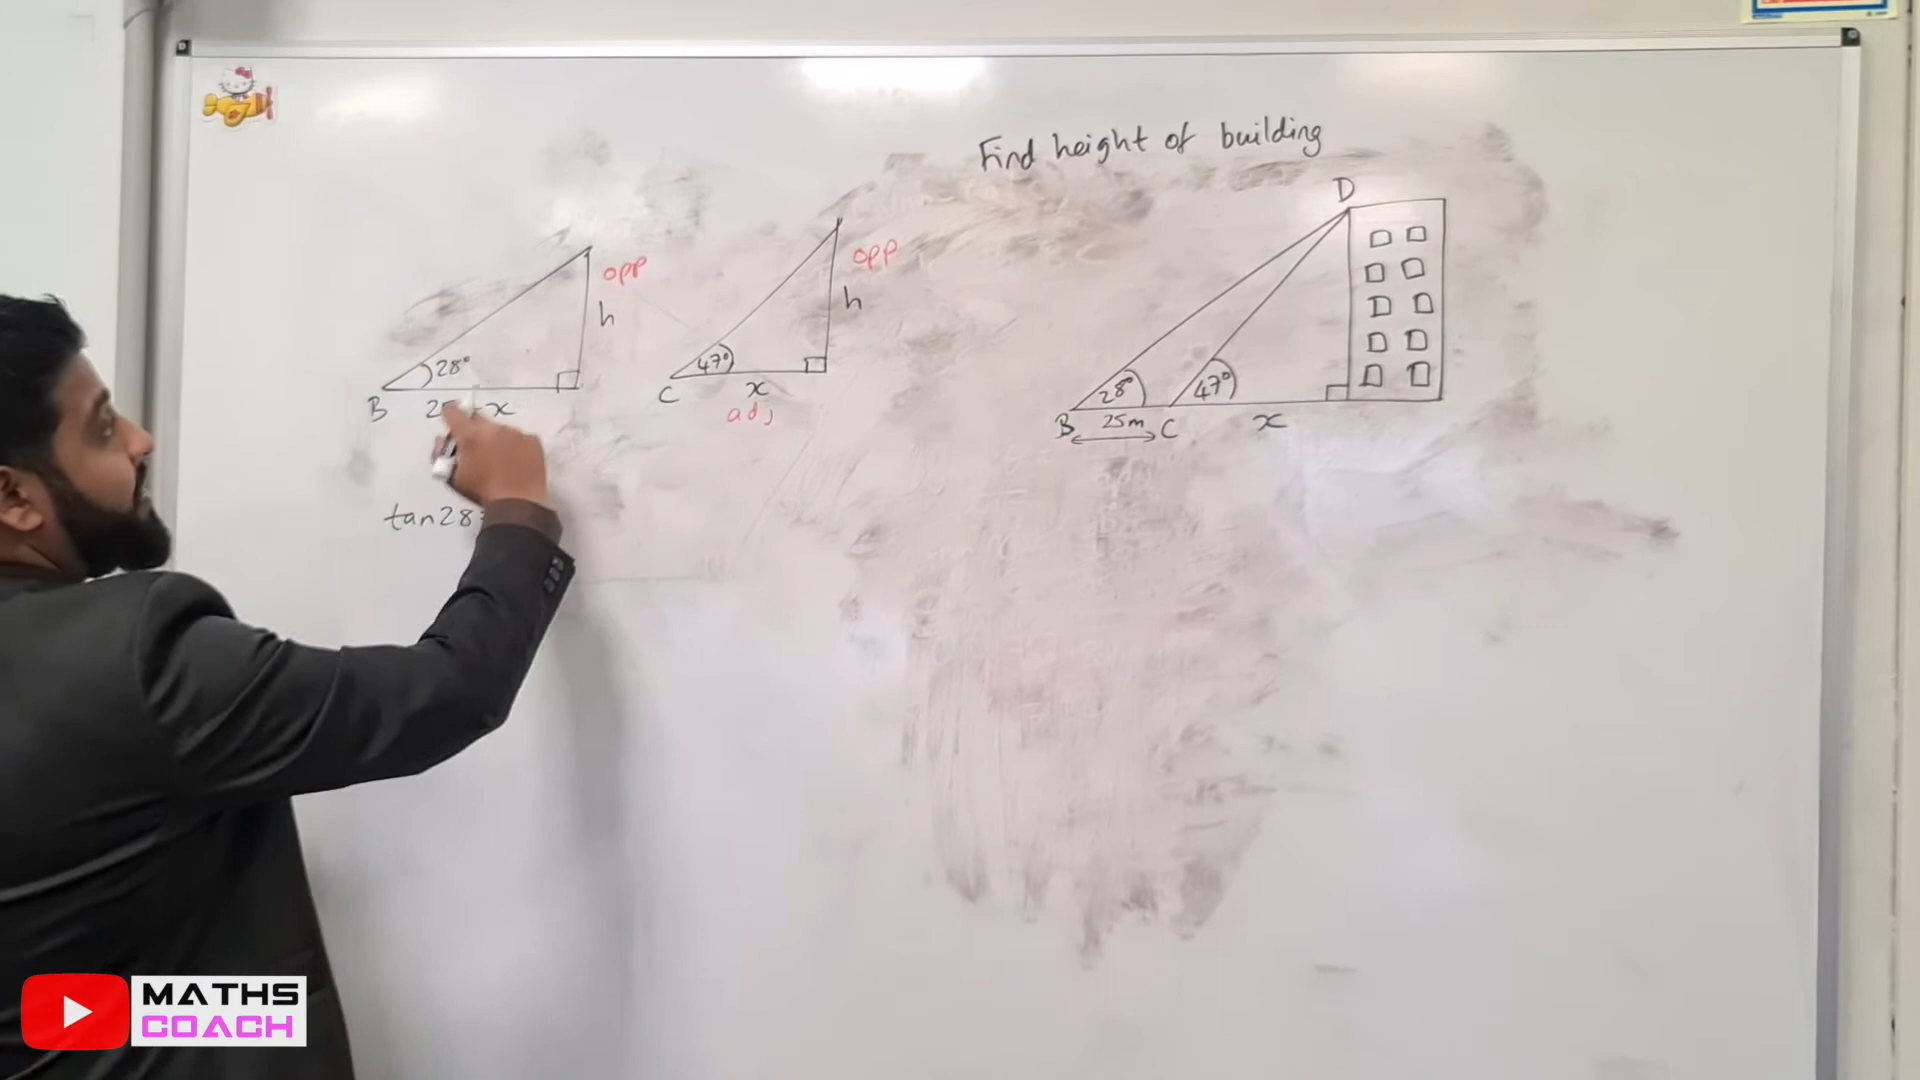 Find height of building
D
opp
h
28°
B
x
tan28
opp
h
47°
C
x
adj
28°
47°
B
25m
C
x
MATHS
COACH